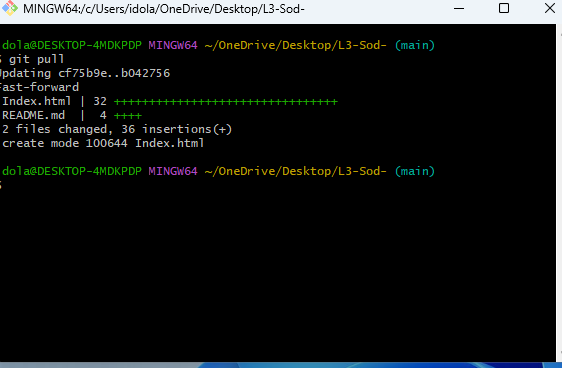 MINGW64:/c/Users/idola/OneDrive/Desktop/L3-Sod-
dola@DESKTOP-4MDKPDP MINGW64 ~/OneDrive/Desktop/L3-Sod- (main)
$ git pull
Updating cf75b9e..b042756
Fast-forward
Index.html | 32 ++++++++++++++++++++++++++++++++
README.md | 4 ++++
2 files changed, 36 insertions(+)
create mode 100644 Index.html
dola@DESKTOP-4MDKPDP MINGW64 ~/OneDrive/Desktop/L3-Sod- (main)
$